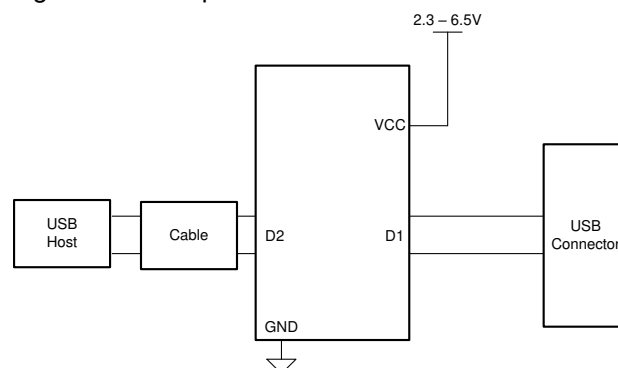 2.3 – 6.5V
VCC
USB
Host
Cable
D2
D1
USB
Connector
GND